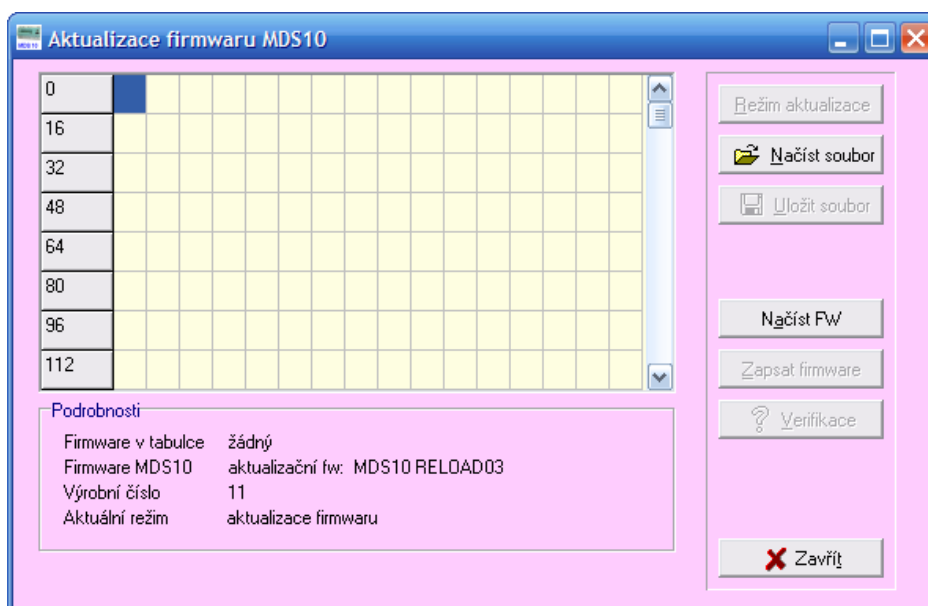 Aktualizace firmwaru MDS10
0
16
32
48
64
80
96
112
Režim aktualizace
Načíst soubor
Uložit soubor
Načíst FW
Zapsat firmware
Verifikace
Zavřít
Podrobnosti
Firmware v tabulce žádný
Firmware MDS10 aktualizační fw: MDS10 RELOAD03
Výrobní číslo 11
Aktuální režim aktualizace firmwaru